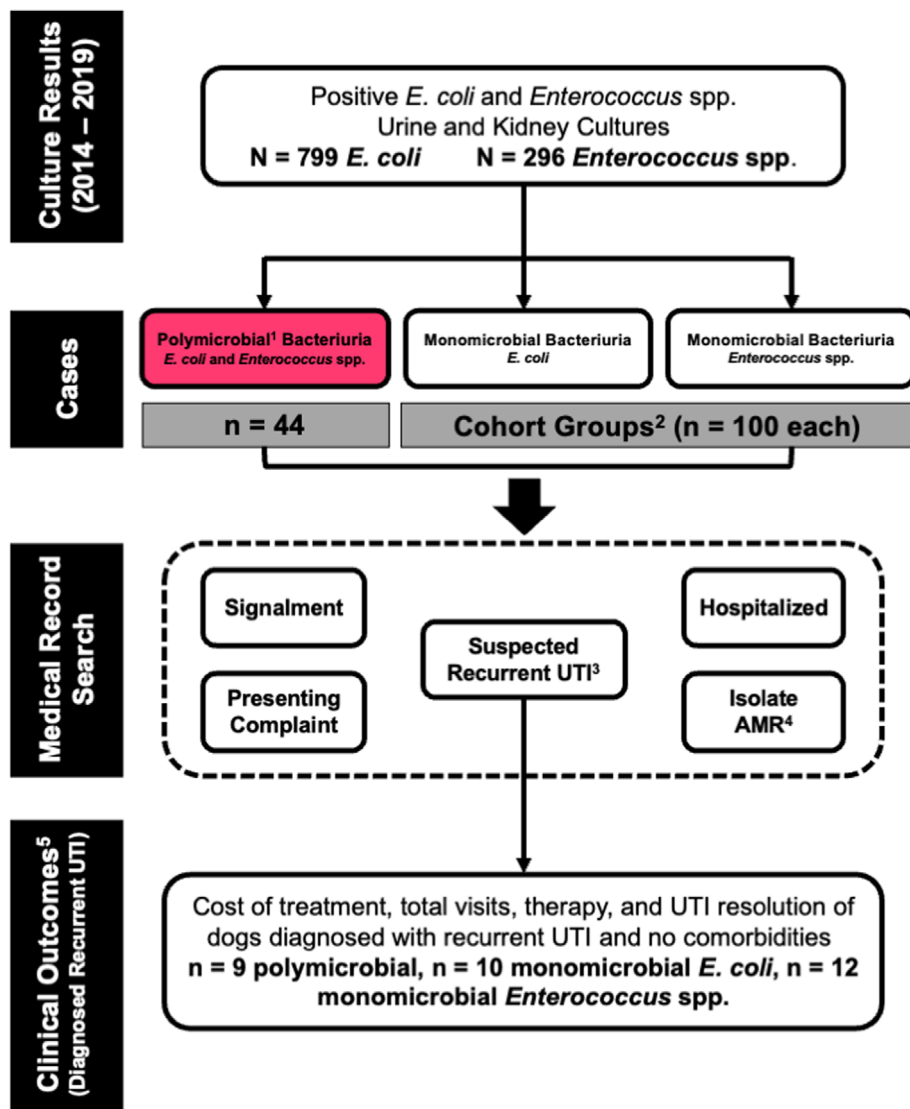 Culture Results
(2014 – 2019)
Positive E. coli and Enterococcus spp.
Urine and Kidney Cultures
N = 799 E. coli N = 296 Enterococcus spp.
Cases
Polymicrobial¹ Bacteriuria
E. coli and Enterococcus spp.
Monomicrobial Bacteriuria
E. coli
Monomicrobial Bacteriuria
Enterococcus spp.
n = 44
Cohort Groups² (n = 100 each)
Medical Record
Search
Signalment
Presenting
Complaint
Suspected
Recurrent UTI³
Hospitalized
Isolate
AMR⁴
Clinical Outcomes⁵
(Diagnosed Recurrent UTI)
Cost of treatment, total visits, therapy, and UTI resolution of
dogs diagnosed with recurrent UTI and no comorbidities
n = 9 polymicrobial, n = 10 monomicrobial E. coli, n = 12
monomicrobial Enterococcus spp.